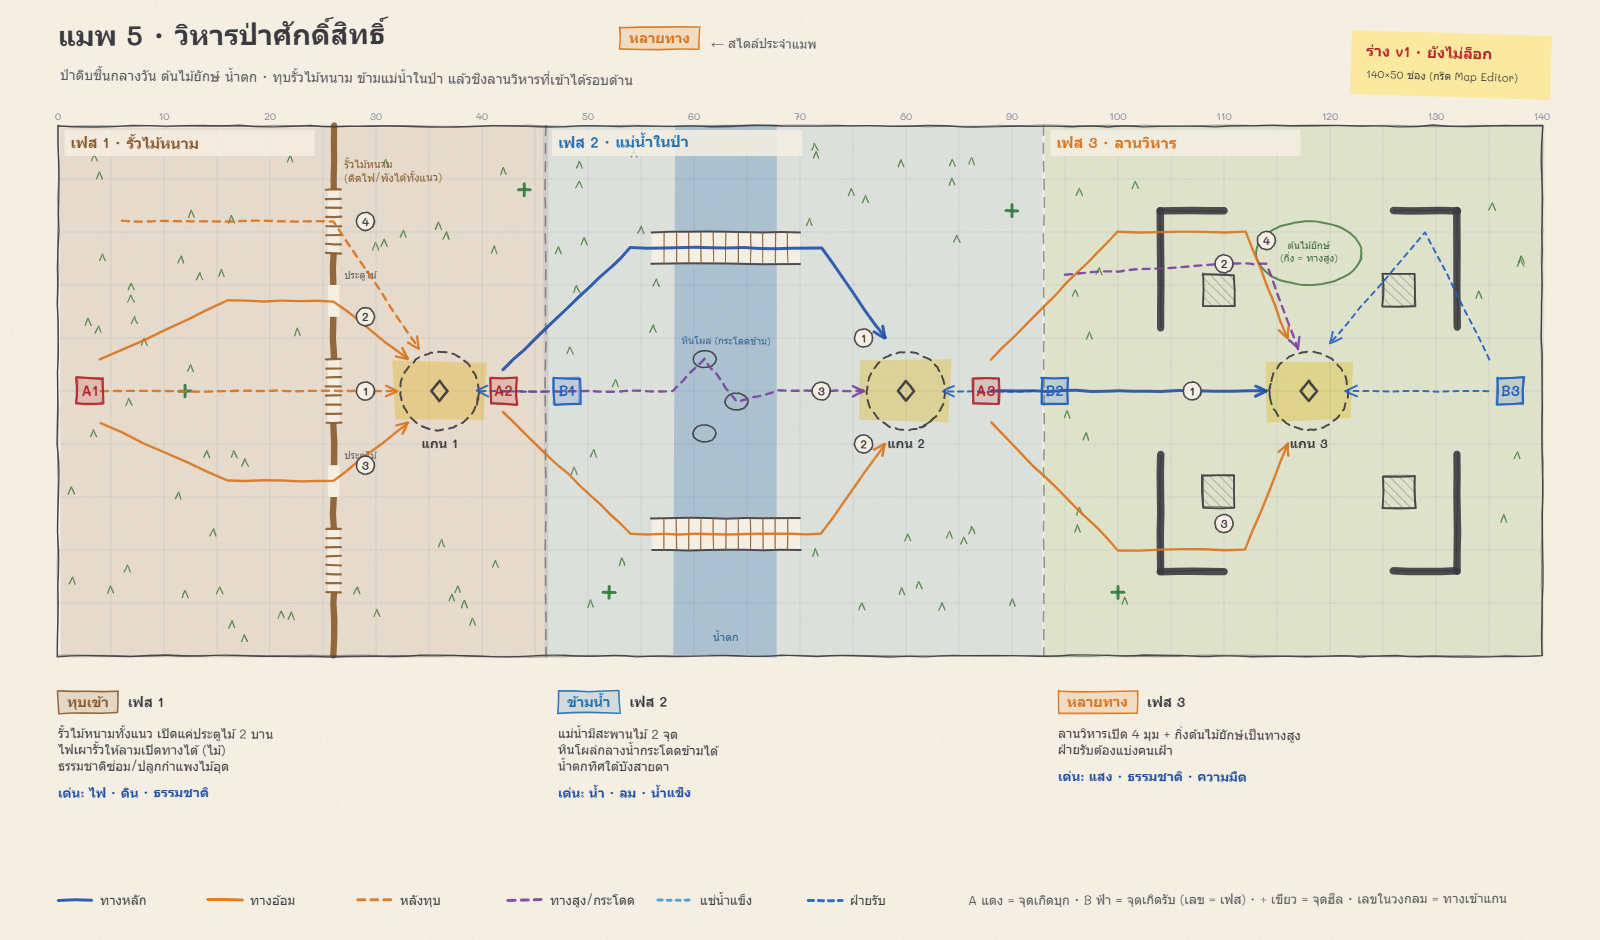 แมพ 5 · วิหารป่าศักดิ์สิทธิ์
หลายทาง
← สไตล์ประจำแมพ
ร่าง v1 · ยังไม่ล็อก
140×50 ช่อง (กริด Map Editor)
ป่าดิบชื้นกลางวัน ต้นไม้ยักษ์ น้ำตก · ทุบรั้วไม้หนาม ข้ามแม่น้ำในป่า แล้วชิงลานวิหารที่เข้าได้รอบด้าน
0 10 20 30 40 50 60 70 80 90 100 110 120 130 140
เฟส 1 · รั้วไม้หนาม
เฟส 2 · แม่น้ำในป่า
เฟส 3 · ลานวิหาร
รั้วไม้หนาม
(ติดไฟ/พังได้ทั้งแนว)
4
ประตูไม้
2
A1
1
แกน 1
ประตูไม้
3
A2
B1
หินโผล่ (กระโดดข้าม)
1
3
2
แกน 2
น้ำตก
A3
B2
4
ต้นไม้ยักษ์
(กิ่ง = ทางสูง)
2
1
B3
แกน 3
3
ทุบเข้า
เฟส 1
รั้วไม้หนามทั้งแนว เปิดแค่ประตูไม้ 2 บาน
ไฟเผารั้วให้ลามเปิดทางได้ (ไม้)
ธรรมชาติซ่อม/ปลูกกำแพงไม้อุด
เด่น: ไฟ · ดิน · ธรรมชาติ
ข้ามน้ำ
เฟส 2
แม่น้ำมีสะพานไม้ 2 จุด
หินโผล่กลางน้ำกระโดดข้ามได้
น้ำตกทิศใต้บังสายตา
เด่น: น้ำ · ลม · น้ำแข็ง
หลายทาง
เฟส 3
ลานวิหารเปิด 4 มุม + กิ่งต้นไม้ยักษ์เป็นทางสูง
ฝ่ายรับต้องแบ่งคนเฝ้า
เด่น: แสง · ธรรมชาติ · ความมืด
ทางหลัก
ทางอ้อม
หลังทุบ
ทางสูง/กระโดด
แช่น้ำแข็ง
ฝ่ายรับ
A แดง = จุดเกิดบุก · B ฟ้า = จุดเกิดรับ (เลข = เฟส) · + เขียว = จุดฮีล · เลขในวงกลม = ทางเข้าแกน